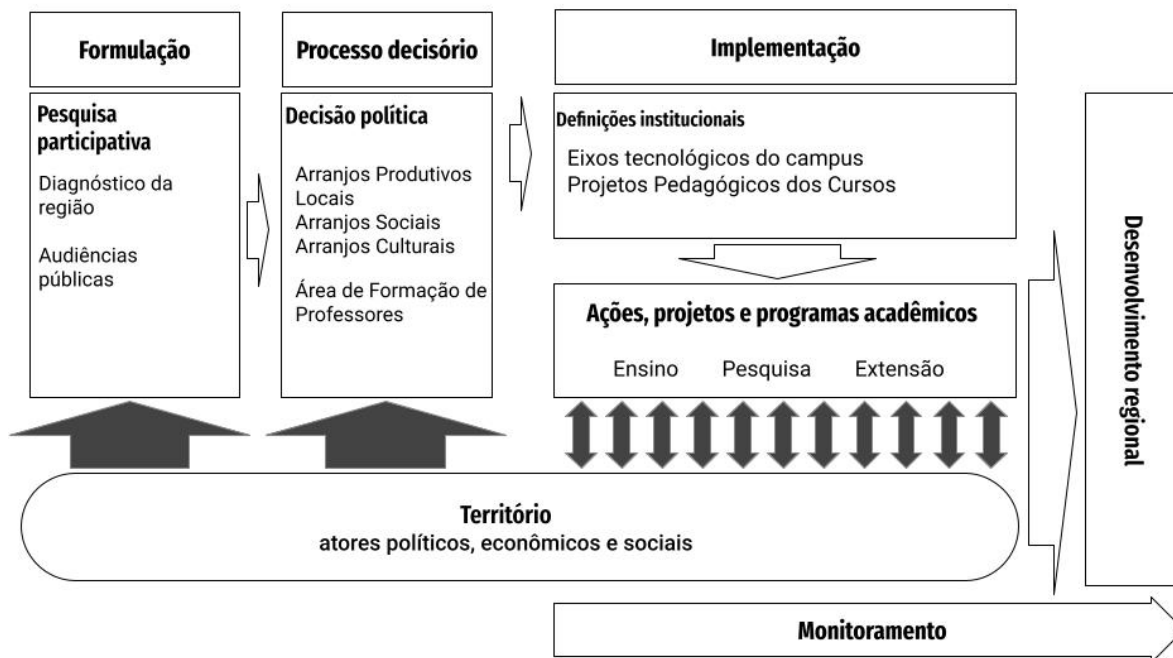 Formulação
Pesquisa
participativa
Diagnóstico da
região
Audiências
públicas
Processo decisório
Decisão política
Arranjos Produtivos
Locais
Arranjos Sociais
Arranjos Culturais
Área de Formação de
Professores
Implementação
Definições institucionais
Eixos tecnológicos do campus
Projetos Pedagógicos dos Cursos
Ações, projetos e programas acadêmicos
Ensino Pesquisa Extensão
Território
atores políticos, econômicos e sociais
Desenvolvimento regional
Monitoramento